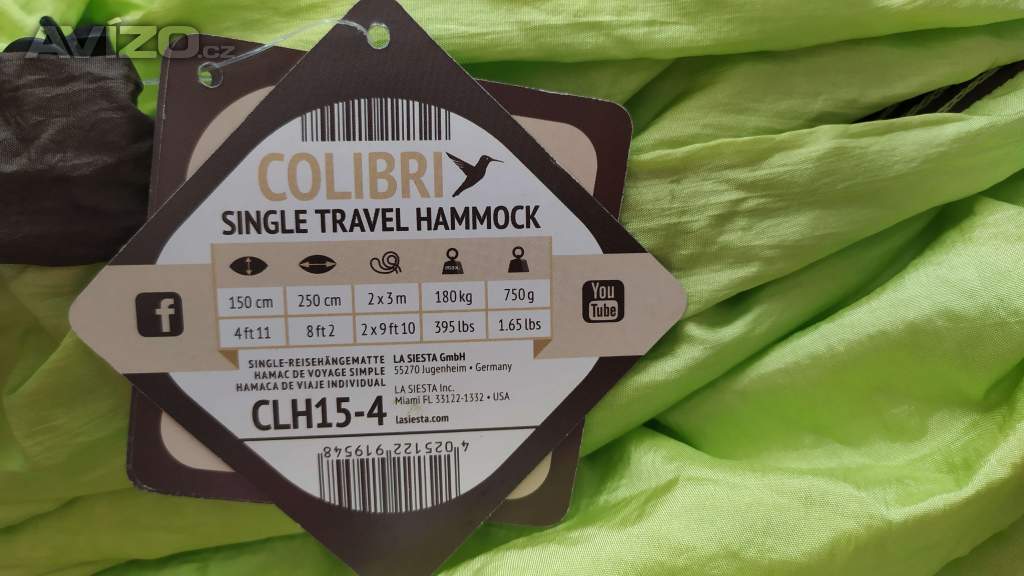 AVÍZO.cz
COLIBRI
SINGLE TRAVEL HAMMOCK
MAX.
150 cm 250 cm 2 x 3 m 180 kg 750 g
4 ft 11 8 ft 2 2 x 9 ft 10 395 lbs 1.65 lbs
f
You
Tube
SINGLE-REISEHÄNGEMATTE
HAMAC DE VOYAGE SIMPLE
HAMACA DE VIAJE INDIVIDUAL
CLH15-4
LA SIESTA GmbH
55270 Jugenheim • Germany
LA SIESTA Inc.
Miami FL 33122-1332 • USA
lasiesta.com
4 025122 919548